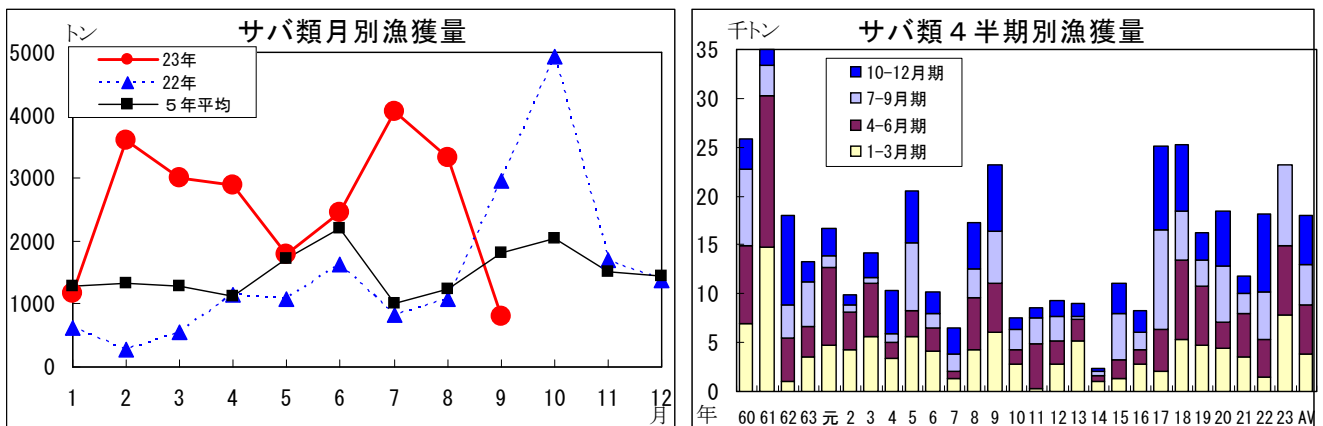 トン
サバ類月別漁獲量
23年
22年
５年平均
5000
4000
3000
2000
1000
0
1 2 3 4 5 6 7 8 9 10 11 12
月
千トン
サバ類４半期別漁獲量
10-12月期
7-9月期
4-6月期
1-3月期
35
30
25
20
15
10
5
0
年 60 61 62 63 元 2 3 4 5 6 7 8 9 10 11 12 13 14 15 16 17 18 19 20 21 22 23 AV